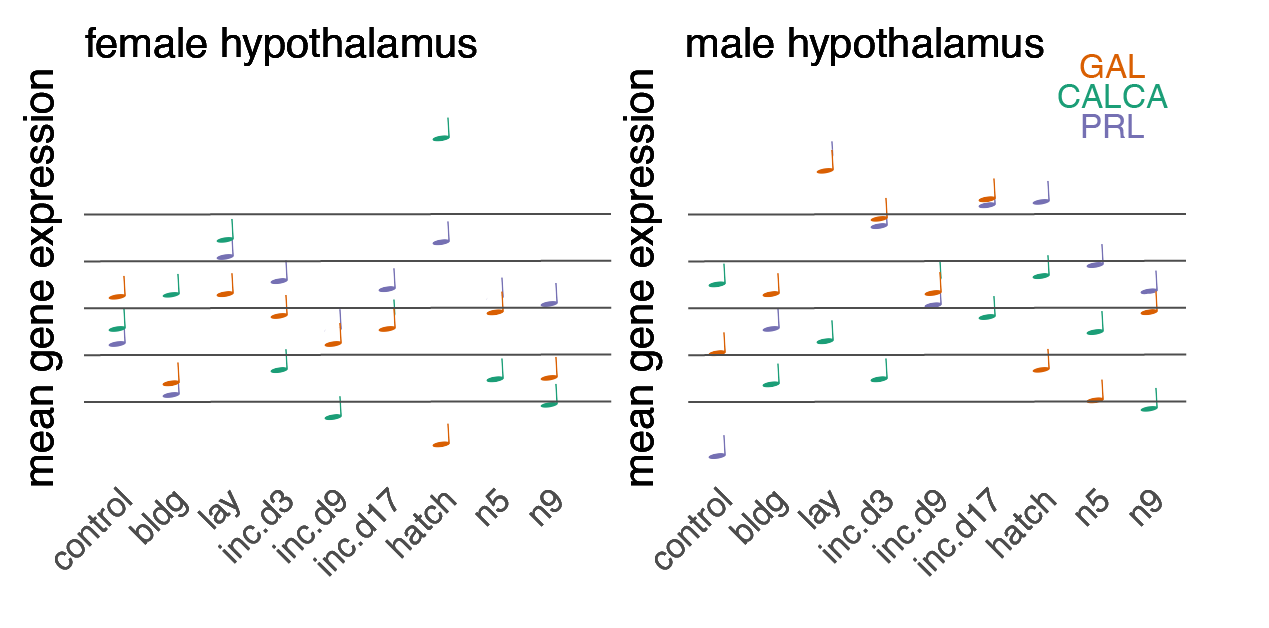 female hypothalamus
mean gene expression
control
bldg
lay
inc.d3
inc.d9
inc.d17
hatch
n5
n9
male hypothalamus
GAL
CALCA
PRL
mean gene expression
control
bldg
lay
inc.d3
inc.d9
inc.d17
hatch
n5
n9